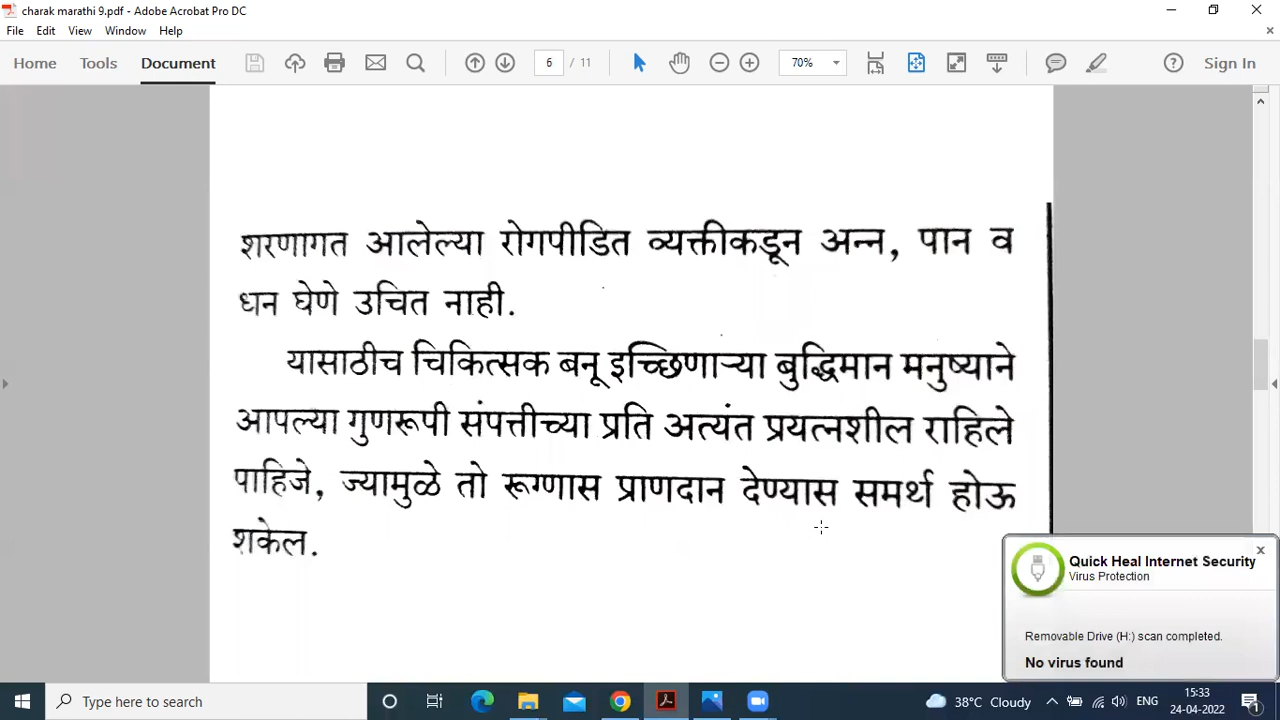 charak marathi 9.pdf - Adobe Acrobat Pro DC
File Edit View Window Help
Home Tools Document 6 / 11 70% Sign In
शरणागत आलेल्या रोगपीडित व्यक्तीकडून अन्न, पान व
धन घेणे उचित नाही.
यासाठीच चिकित्सक बनू इच्छिणाऱ्या बुद्धिमान मनुष्याने
आपल्या गुणरूपी संपत्तीच्या प्रति अत्यंत प्रयत्नशील राहिले
पाहिजे, ज्यामुळे तो रूग्णास प्राणदान देण्यास समर्थ होऊ
शकेल.
Quick Heal Internet Security
Virus Protection
Removable Drive (H:) scan completed.
No virus found
Type here to search
38°C Cloudy
ENG
15:33
24-04-2022
1